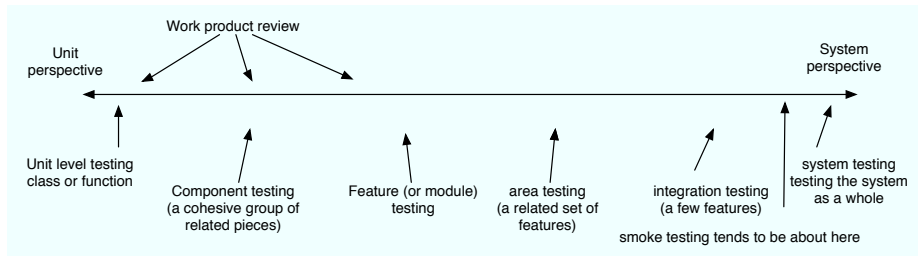 Work product review
Unit
perspective
System
perspective
Unit level testing
class or function
Component testing
(a cohesive group of
related pieces)
Feature (or module)
testing
area testing
(a related set of
features)
integration testing
(a few features)
system testing
testing the system
as a whole
smoke testing tends to be about here